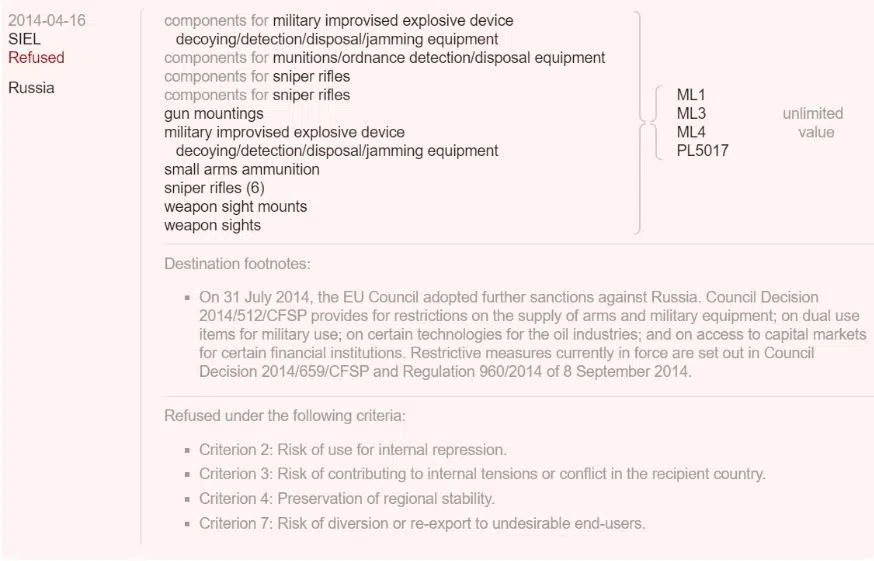 2014-04-16
SIEL
Refused
Russia
components for military improvised explosive device
decoying/detection/disposal/jamming equipment
components for munitions/ordnance detection/disposal equipment
components for sniper rifles
components for sniper rifles
gun mountings
military improvised explosive device
decoying/detection/disposal/jamming equipment
small arms ammunition
sniper rifles (6)
weapon sight mounts
weapon sights
ML1
ML3
ML4
PL5017
unlimited
value
Destination footnotes:
▪ On 31 July 2014, the EU Council adopted further sanctions against Russia. Council Decision
2014/512/CFSP provides for restrictions on the supply of arms and military equipment; on dual use
items for military use; on certain technologies for the oil industries; and on access to capital markets
for certain financial institutions. Restrictive measures currently in force are set out in Council
Decision 2014/659/CFSP and Regulation 960/2014 of 8 September 2014.
Refused under the following criteria:
▪ Criterion 2: Risk of use for internal repression.
▪ Criterion 3: Risk of contributing to internal tensions or conflict in the recipient country.
▪ Criterion 4: Preservation of regional stability.
▪ Criterion 7: Risk of diversion or re-export to undesirable end-users.